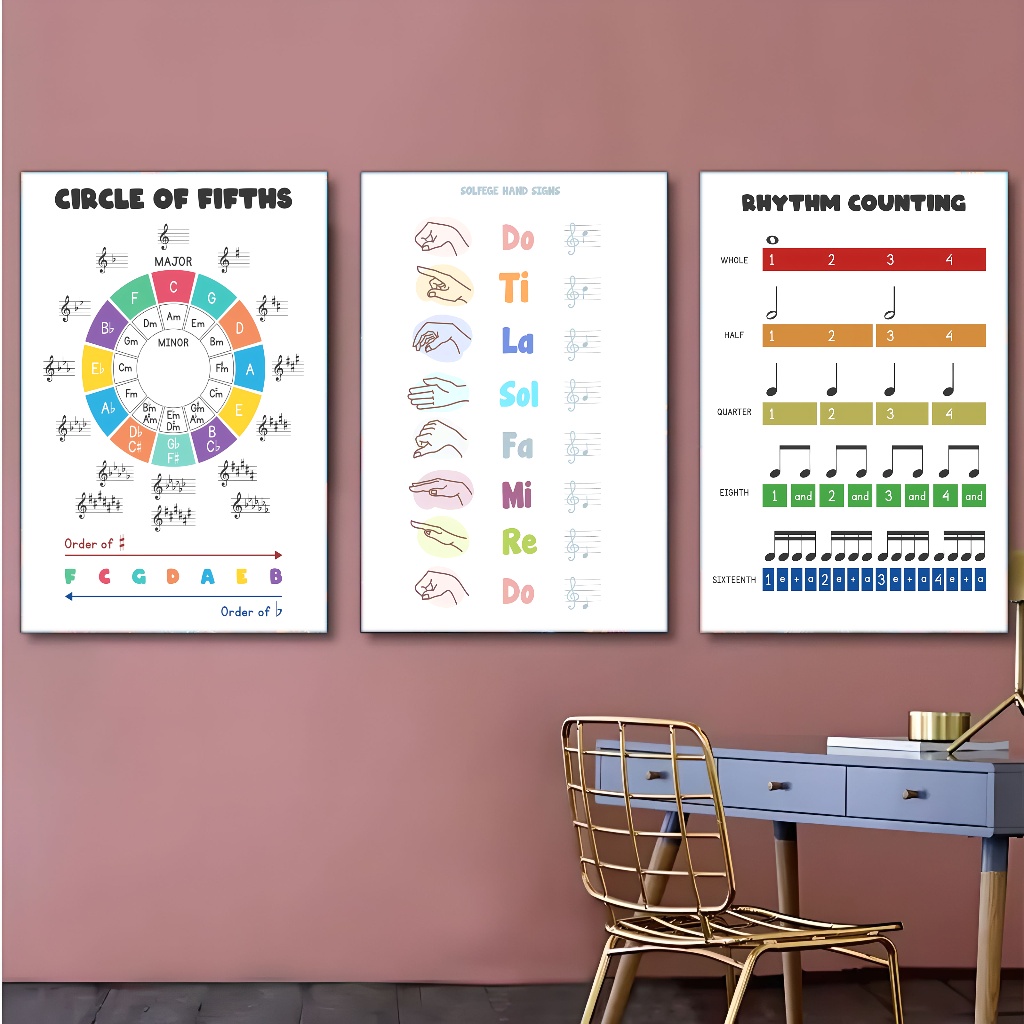 CIRCLE OF FIFTHS
MAJOR
C
F
G
B♭
D
E♭
A
A♭
E
D♭
C♯
G♭
F♯
B
C♭
Am
Dm
Em
Gm
Bm
Cm
F♯m
Fm
C♯m
B♭m
A♯m
E♭m
D♯m
G♯m
A♭m
MINOR
Order of ♯
F C G D A E B
Order of ♭
SOLFEGE HAND SIGNS
Do
Ti
La
Sol
Fa
Mi
Re
Do
RHYTHM COUNTING
WHOLE 1 2 3 4
HALF 1 2 3 4
QUARTER 1 2 3 4
EIGHTH 1 and 2 and 3 and 4 and
SIXTEENTH 1 e + a 2 e + a 3 e + a 4 e + a